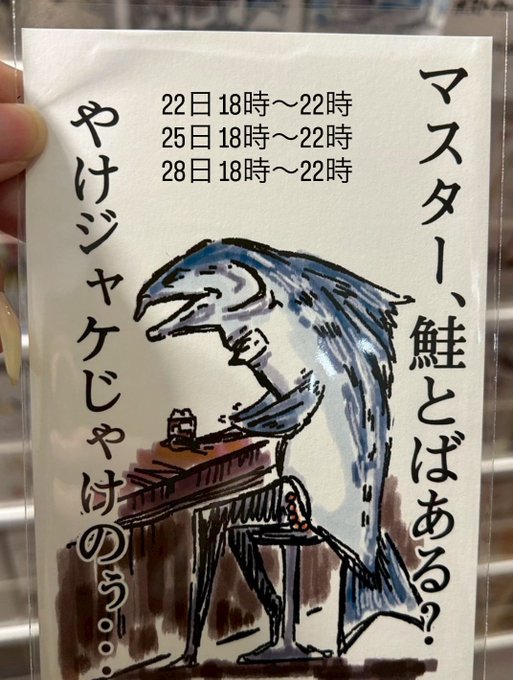 マスター、鮭とばある?
22日 18時～22時
25日 18時～22時
28日 18時～22時
やけジャケじゃけのぅ…